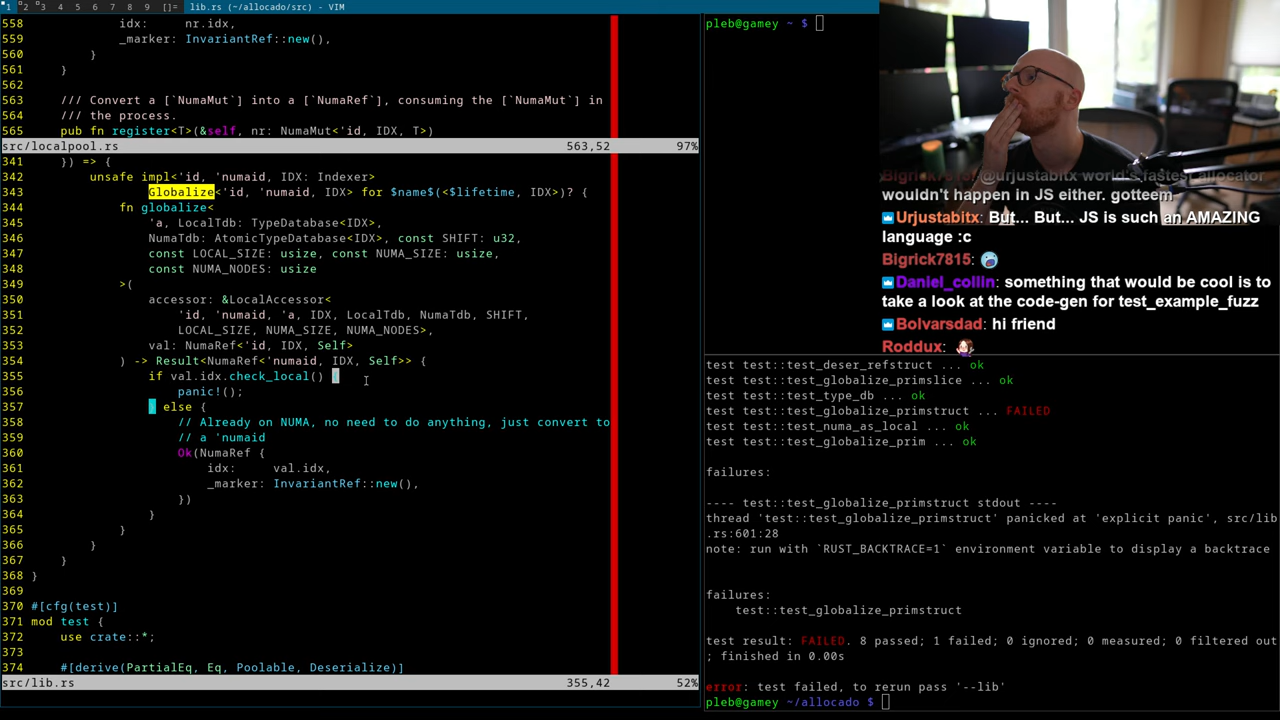 1 2 3 4 5 6 7 8 9 []= lib.rs (~/allocado/src) - VIM
558 idx: nr.idx,
559 _marker: InvariantRef::new(),
560 }
561 }
562
563 /// Convert a [`NumaMut`] into a [`NumaRef`], consuming the [`NumaMut`] in
564 /// the process.
565 pub fn register<T>(&self, nr: NumaMut<'id, IDX, T>)
src/localpool.rs 563,52 97%
341 }) => {
342 unsafe impl<'id, 'numaid, IDX: Indexer>
343 Globalize<'id, 'numaid, IDX> for $name$(<$lifetime, IDX>)? {
344 fn globalize<
345 'a, LocalTdb: TypeDatabase<IDX>,
346 NumaTdb: AtomicTypeDatabase<IDX>, const SHIFT: u32,
347 const LOCAL_SIZE: usize, const NUMA_SIZE: usize,
348 const NUMA_NODES: usize
349 >(
350 accessor: &LocalAccessor<
351 'id, 'numaid, 'a, IDX, LocalTdb, NumaTdb, SHIFT,
352 LOCAL_SIZE, NUMA_SIZE, NUMA_NODES>,
353 val: NumaRef<'id, IDX, Self>
354 ) -> Result<NumaRef<'numaid, IDX, Self>> {
355 if val.idx.check_local() {
356 panic!();
357 } else {
358 // Already on NUMA, no need to do anything, just convert to
359 // a 'numaid
360 Ok(NumaRef {
361 idx: val.idx,
362 _marker: InvariantRef::new(),
363 })
364 }
365 }
366 }
367 }
368 }
369
370 #[cfg(test)]
371 mod test {
372 use crate::*;
373
374 #[derive(PartialEq, Eq, Poolable, Deserialize)]
src/lib.rs 355,42 52%
pleb@gamey ~ $
Bigrick7815: @urjustabitx world's fastest allocator
wouldn't happen in JS either. gotteem
Urjustabitx: But... But... JS is such an AMAZING
language :c
Bigrick7815:
Daniel_collin: something that would be cool is to
take a look at the code-gen for test_example_fuzz
Bolvarsdad: hi friend
Roddux:
test test::test_deser_refstruct ... ok
test test::test_globalize_primslice ... ok
test test::test_type_db ... ok
test test::test_globalize_primstruct ... FAILED
test test::test_numa_as_local ... ok
test test::test_globalize_prim ... ok
failures:
---- test::test_globalize_primstruct stdout ----
thread 'test::test_globalize_primstruct' panicked at 'explicit panic', src/lib
.rs:601:28
note: run with `RUST_BACKTRACE=1` environment variable to display a backtrace
failures:
test::test_globalize_primstruct
test result: FAILED. 8 passed; 1 failed; 0 ignored; 0 measured; 0 filtered out
; finished in 0.00s
error: test failed, to rerun pass '--lib'
pleb@gamey ~/allocado $